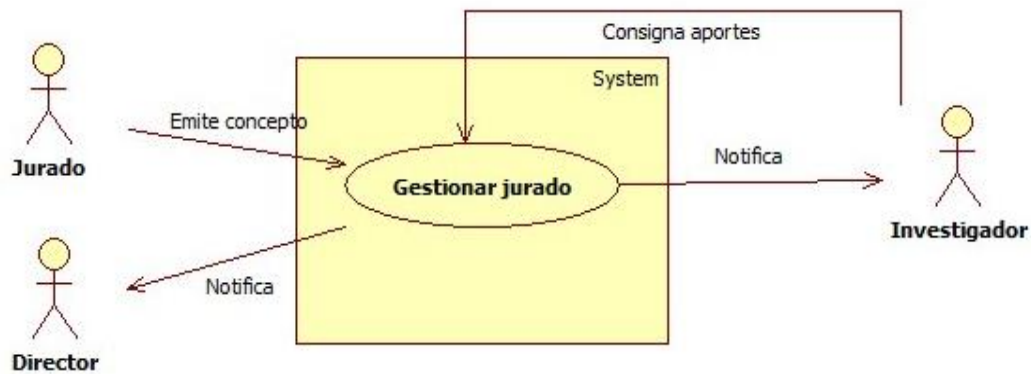 Consigna aportes
System
Emite concepto
Jurado
Notifica
Gestionar jurado
Investigador
Notifica
Director